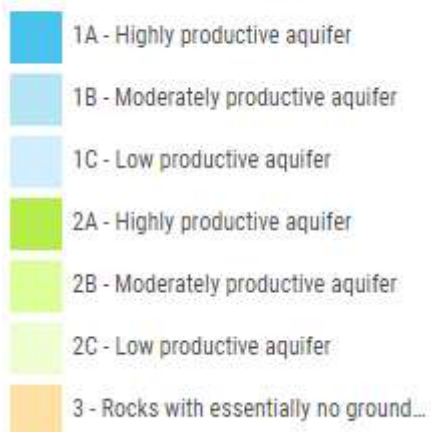 1A - Highly productive aquifer
1B - Moderately productive aquifer
1C - Low productive aquifer
2A - Highly productive aquifer
2B - Moderately productive aquifer
2C - Low productive aquifer
3 - Rocks with essentially no ground...